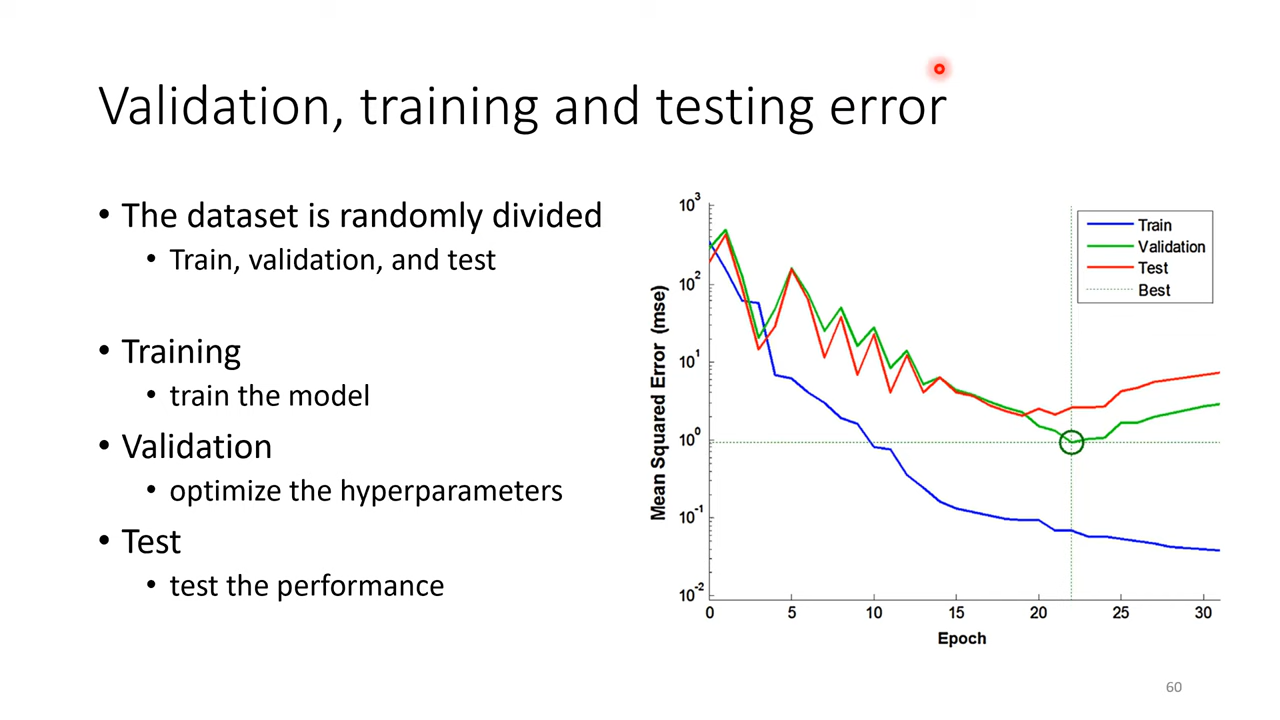 Validation, training and testing error
• The dataset is randomly divided
• Train, validation, and test
• Training
• train the model
• Validation
• optimize the hyperparameters
• Test
• test the performance
Mean Squared Error (mse)
10³
10²
10¹
10⁰
10⁻¹
10⁻²
0 5 10 15 20 25 30
Epoch
Train
Validation
Test
Best
60